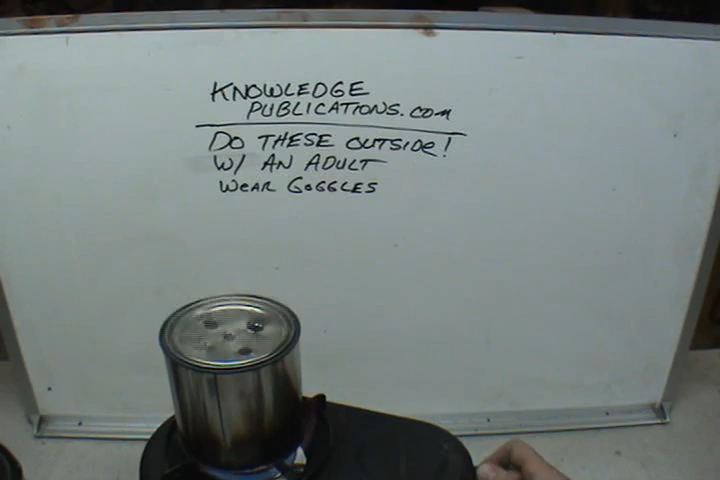 KNOWLEDGE
PUBLICATIONS.COM
DO THESE OUTSIDE!
W/ AN ADULT
WEAR GOGGLES